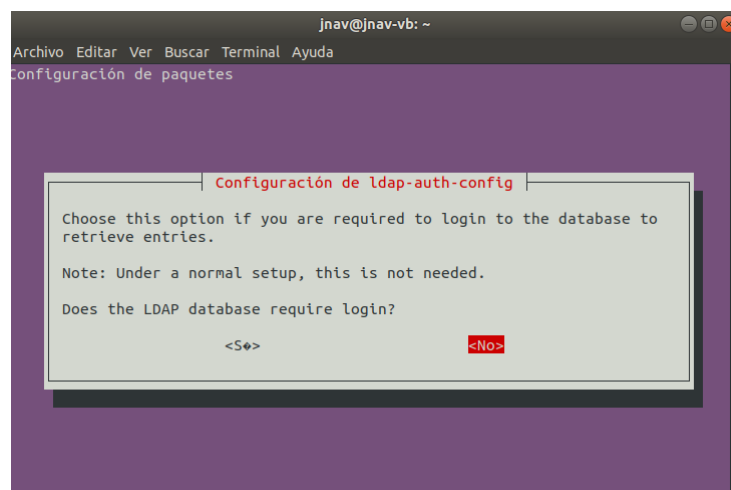 jnav@jnav-vb: ~
Archivo Editar Ver Buscar Terminal Ayuda
Configuración de paquetes
Configuración de ldap-auth-config
Choose this option if you are required to login to the database to
retrieve entries.
Note: Under a normal setup, this is not needed.
Does the LDAP database require login?
<S�> <No>